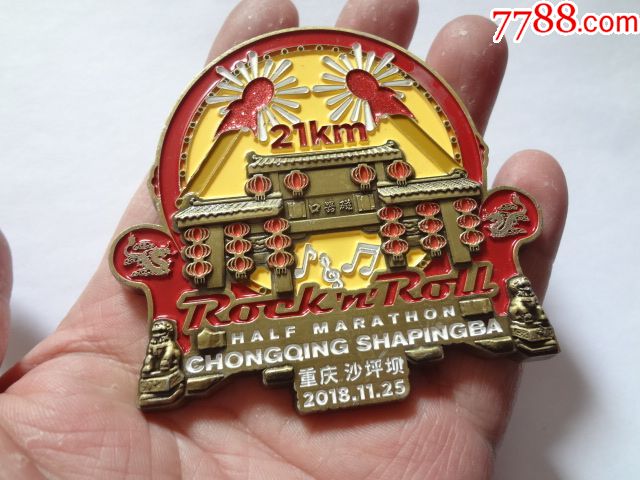 7788.com
21km
口器磁
Rock'n'Roll
HALF MARATHON
CHONGQING SHAPINGBA
重庆 沙坪坝
2018.11.25